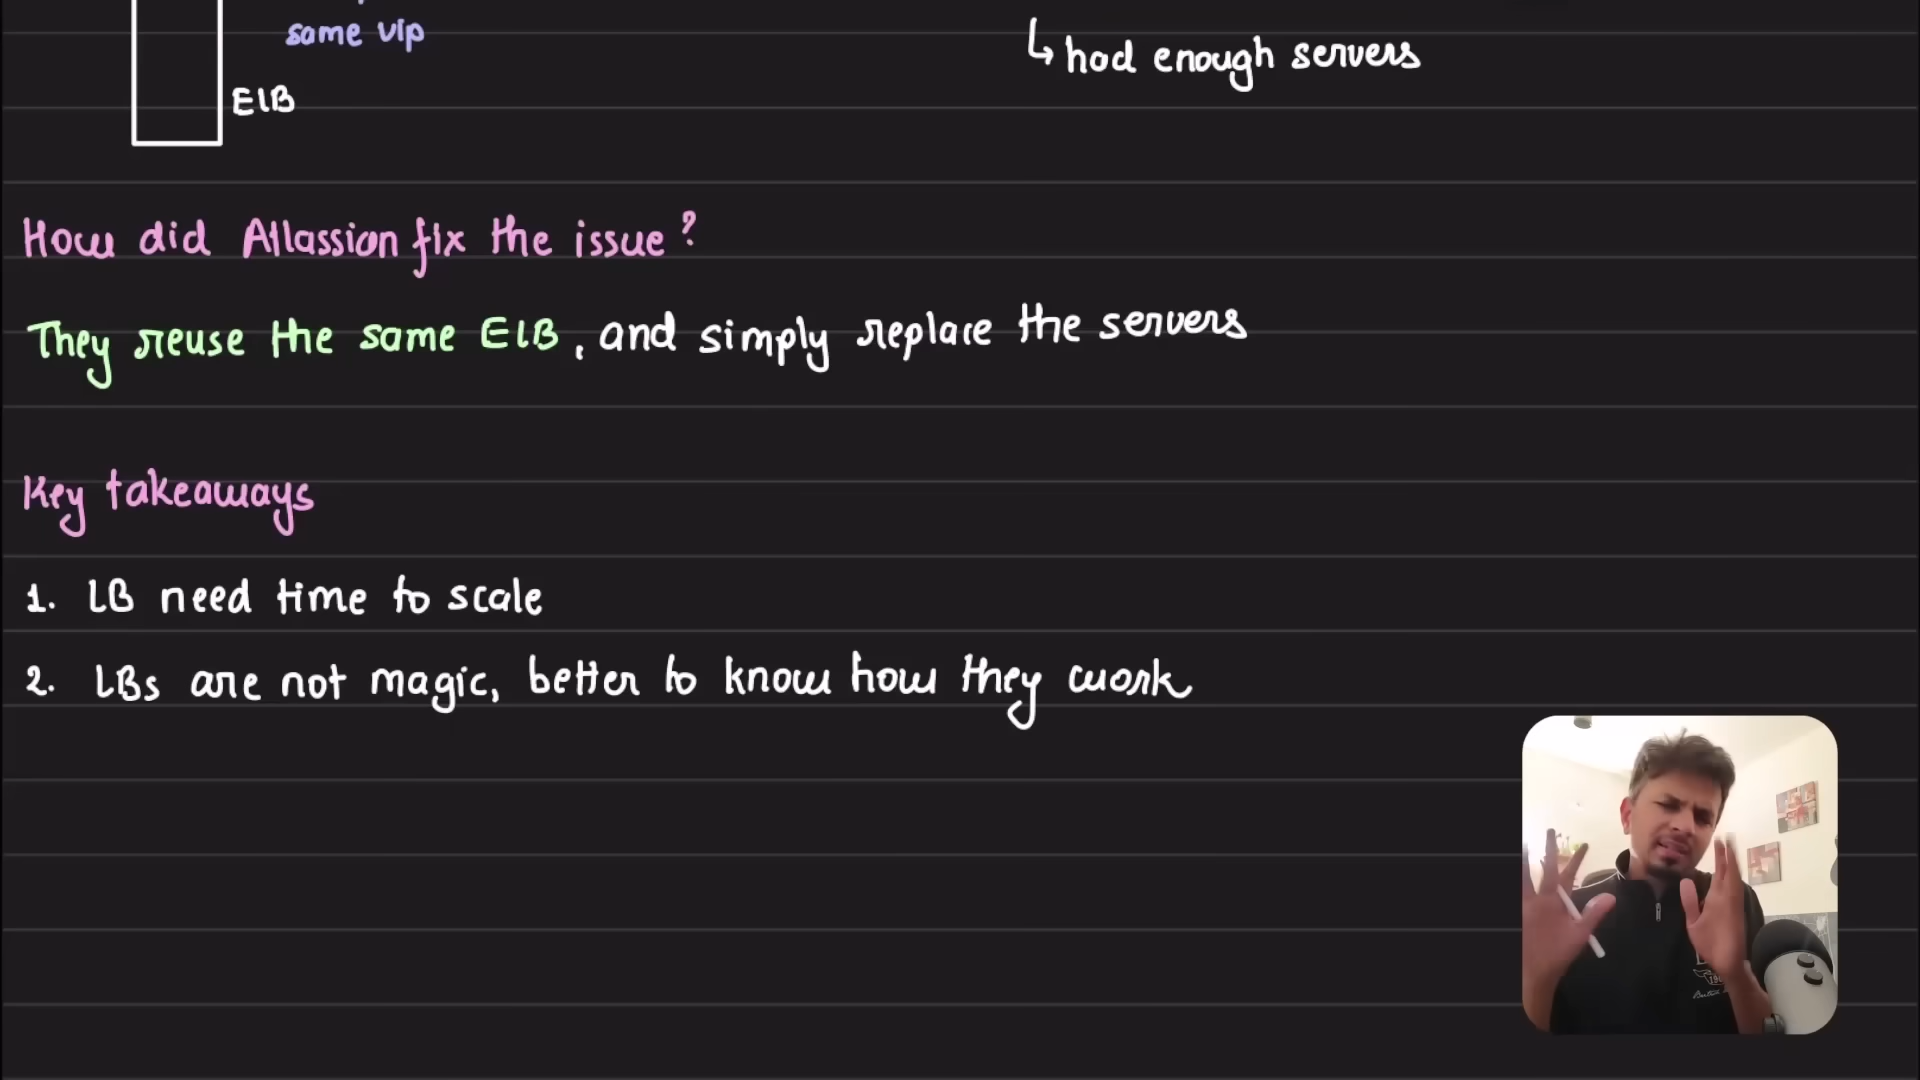 same vip
↳ had enough servers
ELB
How did Atlassian fix the issue?
They reuse the same ELB, and simply replace the servers
Key takeaways
1. LB need time to scale
2. LBs are not magic, better to know how they work